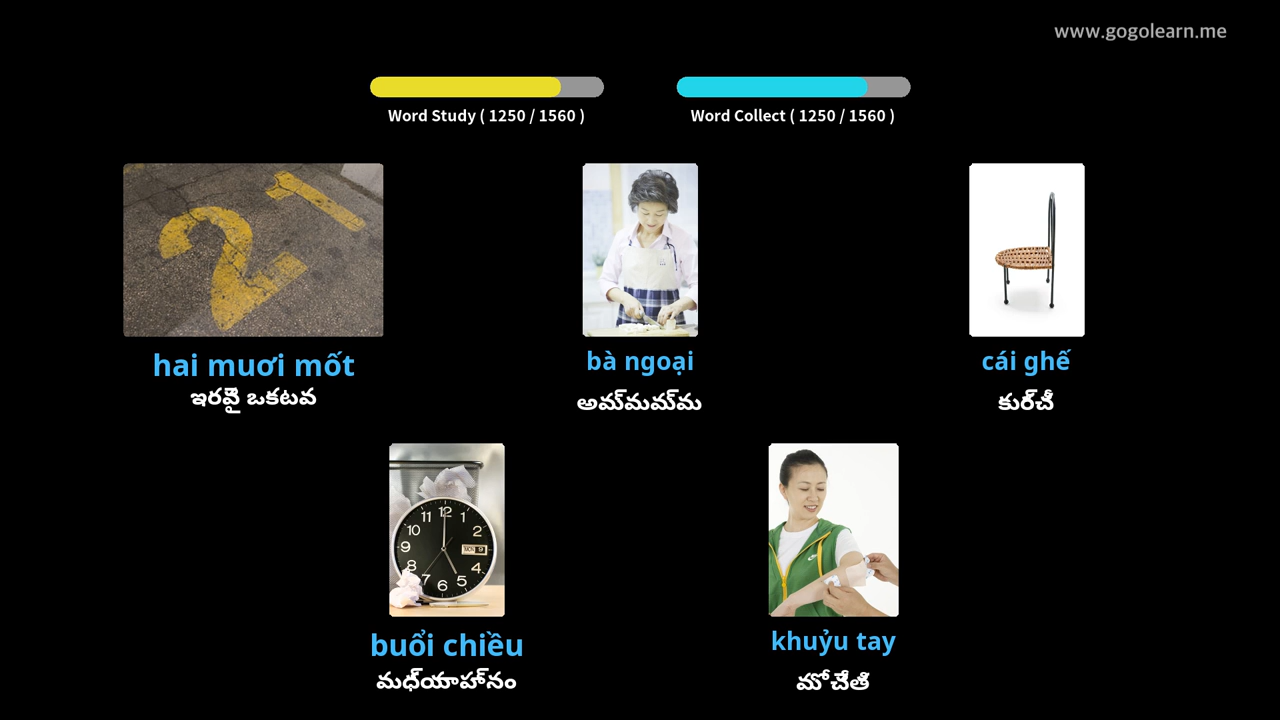 www.gogolearn.me
Word Study ( 1250 / 1560 )
Word Collect ( 1250 / 1560 )
21
hai mươi mốt
ఇరవై ఒకటవ
bà ngoại
అమ్మమ్మ
cái ghế
కుర్చీ
buổi chiều
మధ్యాహ్నం
khuỷu tay
మోచేతి